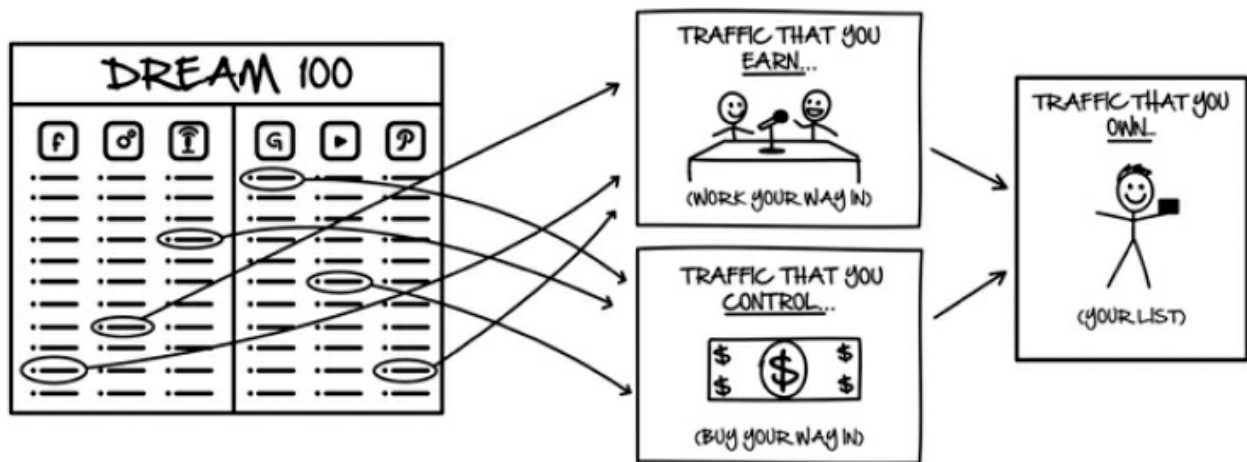 DREAM 100
f
G
P
TRAFFIC THAT YOU
EARN...
(WORK YOUR WAY IN)
TRAFFIC THAT YOU
CONTROL...
$ $ $
$ $
(BUY YOUR WAY IN)
TRAFFIC THAT YOU
OWN...
(YOUR LIST)